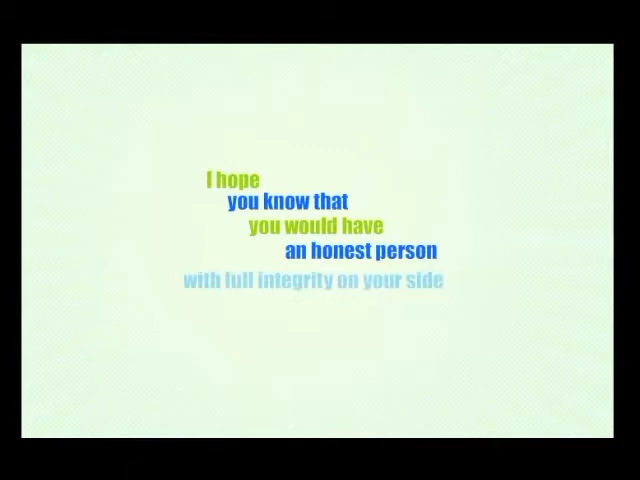 I hope
you know that
you would have
an honest person
with full integrity on your side